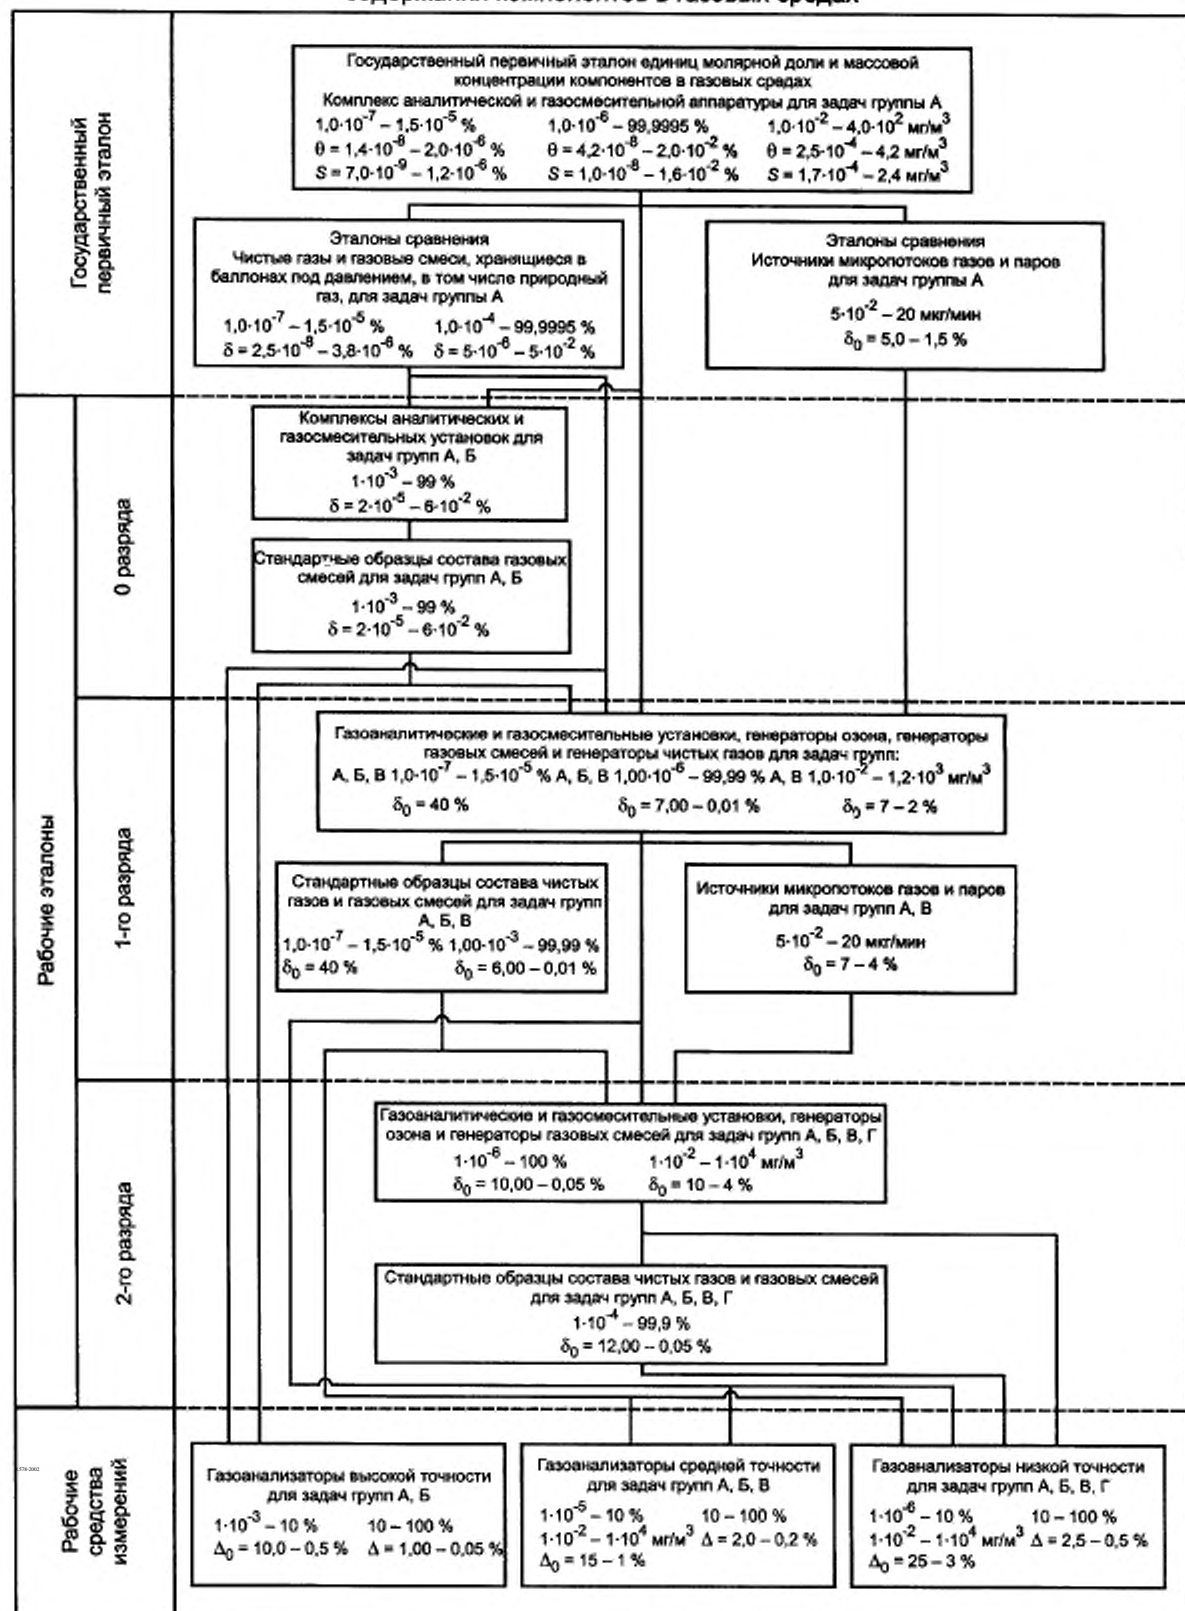 содержания компонентов в газовых средах
Государственный
первичный эталон
Государственный первичный эталон единиц молярной доли и массовой
концентрации компонентов в газовых средах
Комплекс аналитической и газосмесительной аппаратуры для задач группы А
1,0·10⁻⁷ – 1,5·10⁻⁵ % 1,0·10⁻⁶ – 99,9995 % 1,0·10⁻² – 4,0·10² мг/м³
θ = 1,4·10⁻⁸ – 2,0·10⁻⁶ % θ = 4,2·10⁻⁸ – 2,0·10⁻² % θ = 2,5·10⁻⁴ – 4,2 мг/м³
S = 7,0·10⁻⁹ – 1,2·10⁻⁶ % S = 1,0·10⁻⁸ – 1,6·10⁻² % S = 1,7·10⁻⁴ – 2,4 мг/м³
Эталоны сравнения
Чистые газы и газовые смеси, хранящиеся в
баллонах под давлением, в том числе природный
газ, для задач группы А
1,0·10⁻⁷ – 1,5·10⁻⁵ % 1,0·10⁻⁴ – 99,9995 %
δ = 2,5·10⁻⁸ – 3,8·10⁻⁶ % δ = 5·10⁻⁶ – 5·10⁻² %
Эталоны сравнения
Источники микропотоков газов и паров
для задач группы А
5·10⁻² – 20 мкг/мин
δ₀ = 5,0 – 1,5 %
Рабочие эталоны
0 разряда
Комплексы аналитических и
газосмесительных установок для
задач групп А, Б
1·10⁻³ – 99 %
δ = 2·10⁻⁵ – 6·10⁻² %
Стандартные образцы состава газовых
смесей для задач групп А, Б
1·10⁻³ – 99 %
δ = 2·10⁻⁵ – 6·10⁻² %
1-го разряда
Газоаналитические и газосмесительные установки, генераторы озона, генераторы
газовых смесей и генераторы чистых газов для задач групп:
А, Б, В 1,0·10⁻⁷ – 1,5·10⁻⁵ % А, Б, В 1,00·10⁻⁶ – 99,99 % А, В 1,0·10⁻² – 1,2·10³ мг/м³
δ₀ = 40 % δ₀ = 7,00 – 0,01 % δ₀ = 7 – 2 %
Стандартные образцы состава чистых
газов и газовых смесей для задач групп
А, Б, В
1,0·10⁻⁷ – 1,5·10⁻⁵ % 1,00·10⁻³ – 99,99 %
δ₀ = 40 % δ₀ = 6,00 – 0,01 %
Источники микропотоков газов и паров
для задач групп А, В
5·10⁻² – 20 мкг/мин
δ₀ = 7 – 4 %
2-го разряда
Газоаналитические и газосмесительные установки, генераторы
озона и генераторы газовых смесей для задач групп А, Б, В, Г
1·10⁻⁶ – 100 % 1·10⁻² – 1·10⁴ мг/м³
δ₀ = 10,00 – 0,05 % δ₀ = 10 – 4 %
Стандартные образцы состава чистых газов и газовых смесей
для задач групп А, Б, В, Г
1·10⁻⁴ – 99,9 %
δ₀ = 12,00 – 0,05 %
Рабочие
средства
измерений
Газоанализаторы высокой точности
для задач групп А, Б
1·10⁻³ – 10 % 10 – 100 %
Δ₀ = 10,0 – 0,5 % Δ = 1,00 – 0,05 %
Газоанализаторы средней точности
для задач групп А, Б, В
1·10⁻⁵ – 10 % 10 – 100 %
1·10⁻² – 1·10⁴ мг/м³ Δ = 2,0 – 0,2 %
Δ₀ = 15 – 1 %
Газоанализаторы низкой точности
для задач групп А, Б, В, Г
1·10⁻⁶ – 10 % 10 – 100 %
1·10⁻² – 1·10⁴ мг/м³ Δ = 2,5 – 0,5 %
Δ₀ = 25 – 3 %